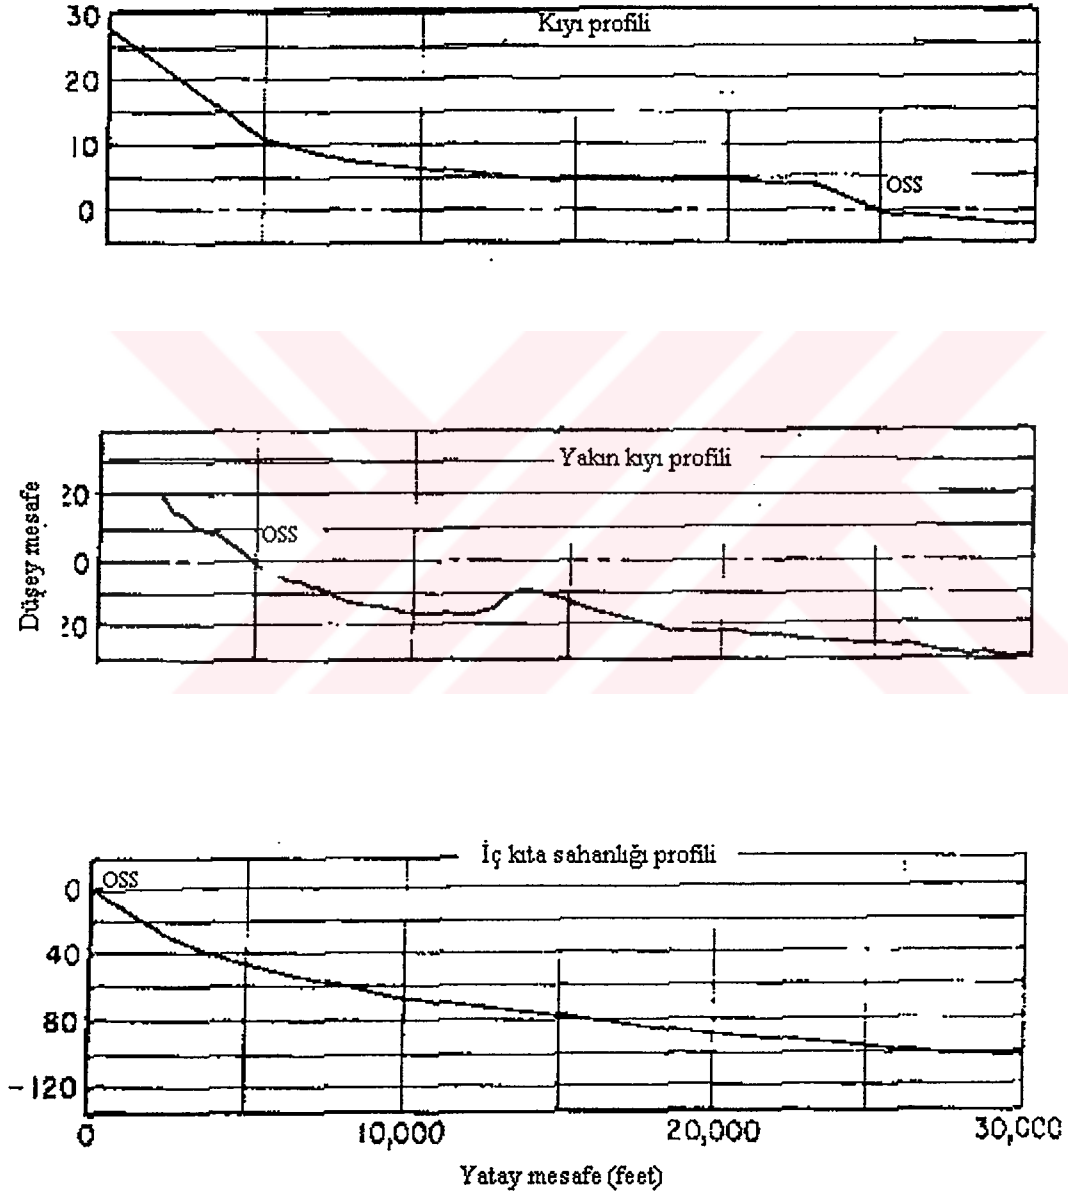 Kıyı profili
30
20
10
0
OSS
Yakın kıyı profili
20
0
20
OSS
Düşey mesafe
İç kıta sahanlığı profili
OSS
0
40
80
-120
0
10,000
20,000
30,000
Yatay mesafe (feet)